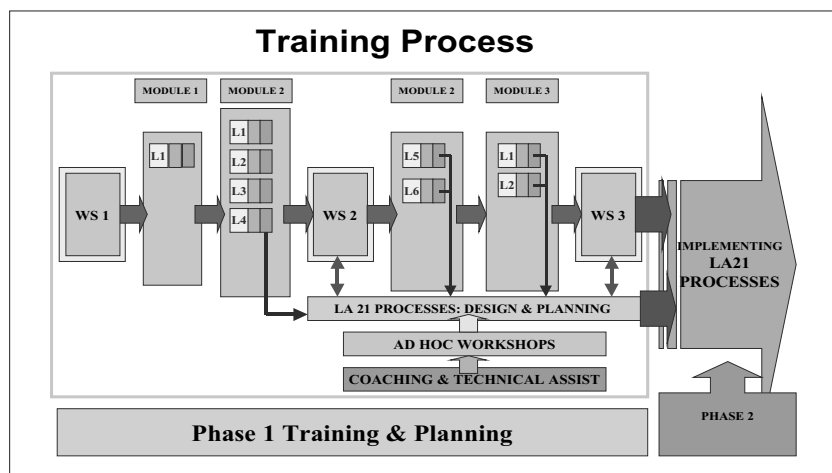 Training Process
MODULE 1
MODULE 2
MODULE 2
MODULE 3
WS 1
L1
L1
L2
L3
L4
WS 2
L5
L6
L1
L2
WS 3
IMPLEMENTING
LA21
PROCESSES
LA 21 PROCESSES: DESIGN & PLANNING
AD HOC WORKSHOPS
COACHING & TECHNICAL ASSIST
Phase 1 Training & Planning
PHASE 2